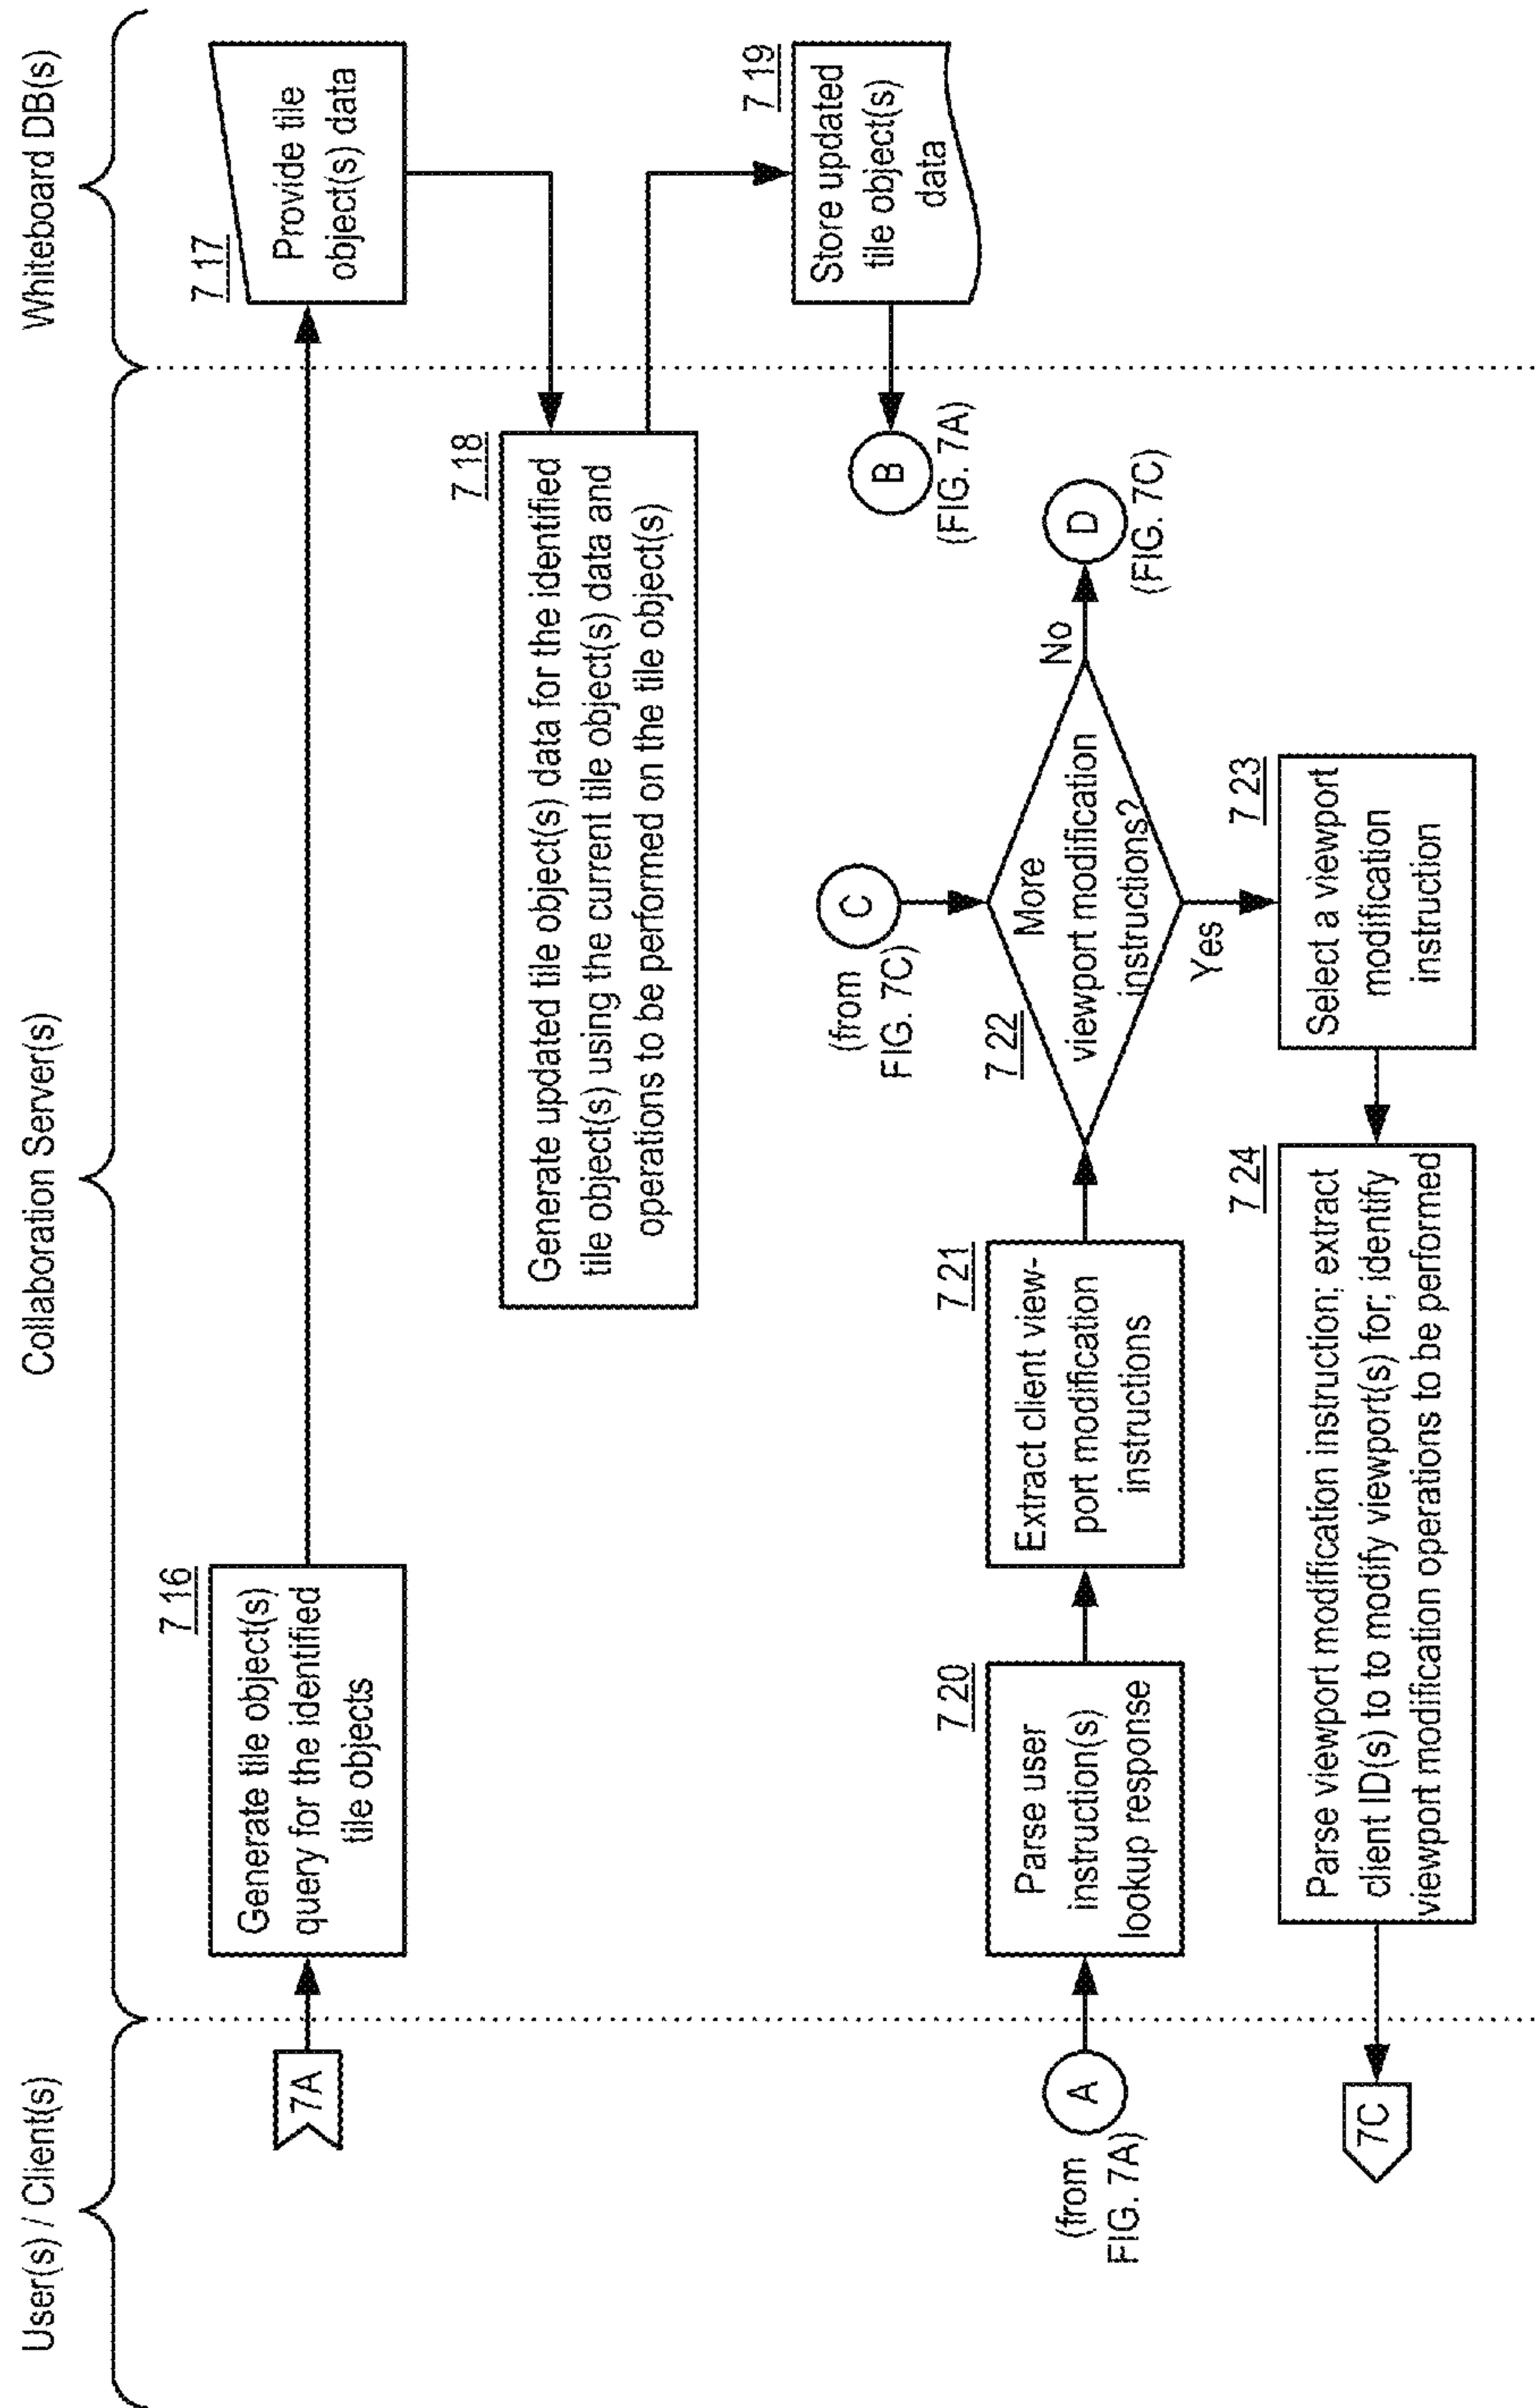 User(s) / Client(s)
Collaboration Server(s)
Whiteboard DB(s)
7A
7 16
Generate tile object(s)
query for the identified
tile objects
7 17
Provide tile
object(s) data
7 18
Generate updated tile object(s) data for the identified
tile object(s) using the current tile object(s) data and
operations to be performed on the tile object(s)
7 19
Store updated
tile object(s)
data
B
(FIG. 7A)
(from
FIG. 7A)
A
7 20
Parse user
instruction(s)
lookup response
7 21
Extract client view-
port modification
instructions
(from
FIG. 7C)
C
7 22
More
viewport modification
instructions?
No
D
(FIG. 7C)
Yes
7 23
Select a viewport
modification
instruction
7 24
Parse viewport modification instruction; extract
client ID(s) to to modify viewport(s) for; identify
viewport modification operations to be performed
7C